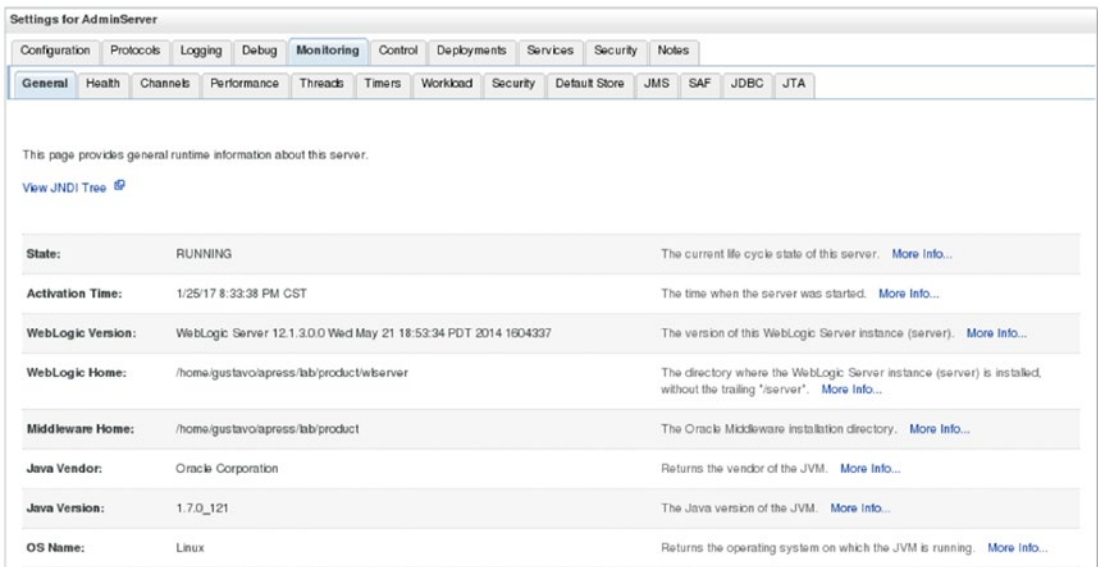 Settings for AdminServer
Configuration Protocols Logging Debug Monitoring Control Deployments Services Security Notes
General Health Channels Performance Threads Timers Workload Security Default Store JMS SAF JDBC JTA
This page provides general runtime information about this server.
View JNDI Tree
State: RUNNING The current life cycle state of this server. More Info...
Activation Time: 1/25/17 8:33:38 PM CST The time when the server was started. More Info...
WebLogic Version: WebLogic Server 12.1.3.0.0 Wed May 21 18:53:34 PDT 2014 1604337 The version of this WebLogic Server instance (server). More Info...
WebLogic Home: /home/gustavo/apress/lab/product/wlserver The directory where the WebLogic Server instance (server) is installed,
without the trailing "/server". More Info...
Middleware Home: /home/gustavo/apress/lab/product The Oracle Middleware installation directory. More Info...
Java Vendor: Oracle Corporation Returns the vendor of the JVM. More Info...
Java Version: 1.7.0_121 The Java version of the JVM. More Info...
OS Name: Linux Returns the operating system on which the JVM is running. More Info...